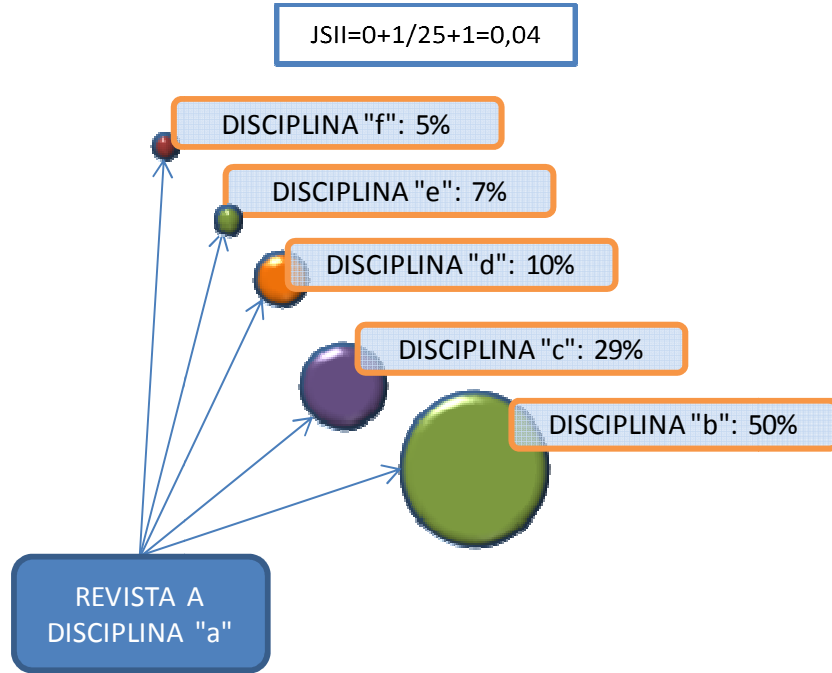 JSII=0+1/25+1=0,04
DISCIPLINA "f": 5%
DISCIPLINA "e": 7%
DISCIPLINA "d": 10%
DISCIPLINA "c": 29%
DISCIPLINA "b": 50%
REVISTA A
DISCIPLINA "a"